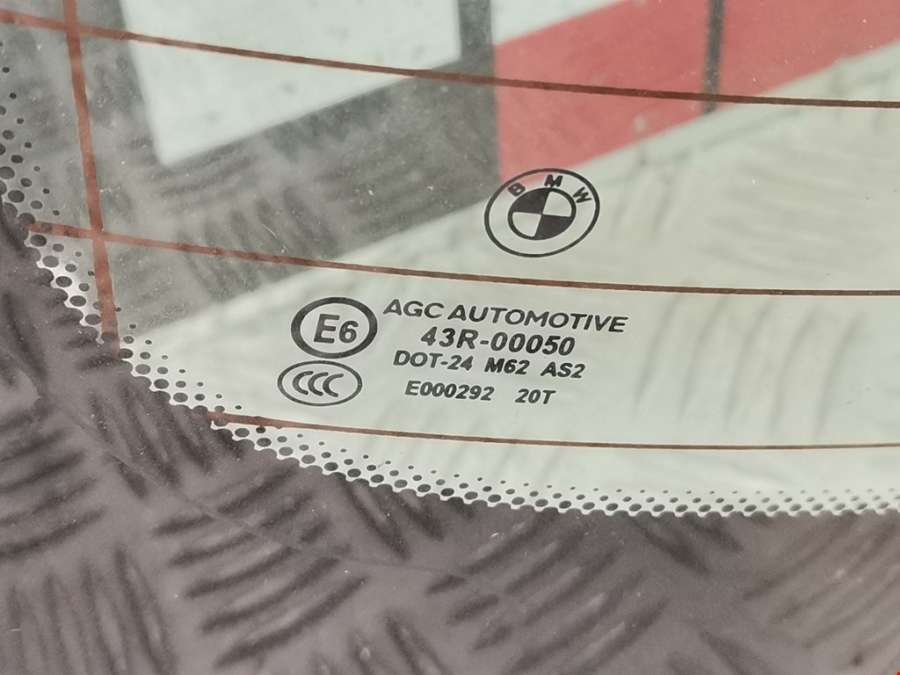 BMW
AGC AUTOMOTIVE
E6 43R-00050
DOT-24 M62 AS2
CCC E000292 20T